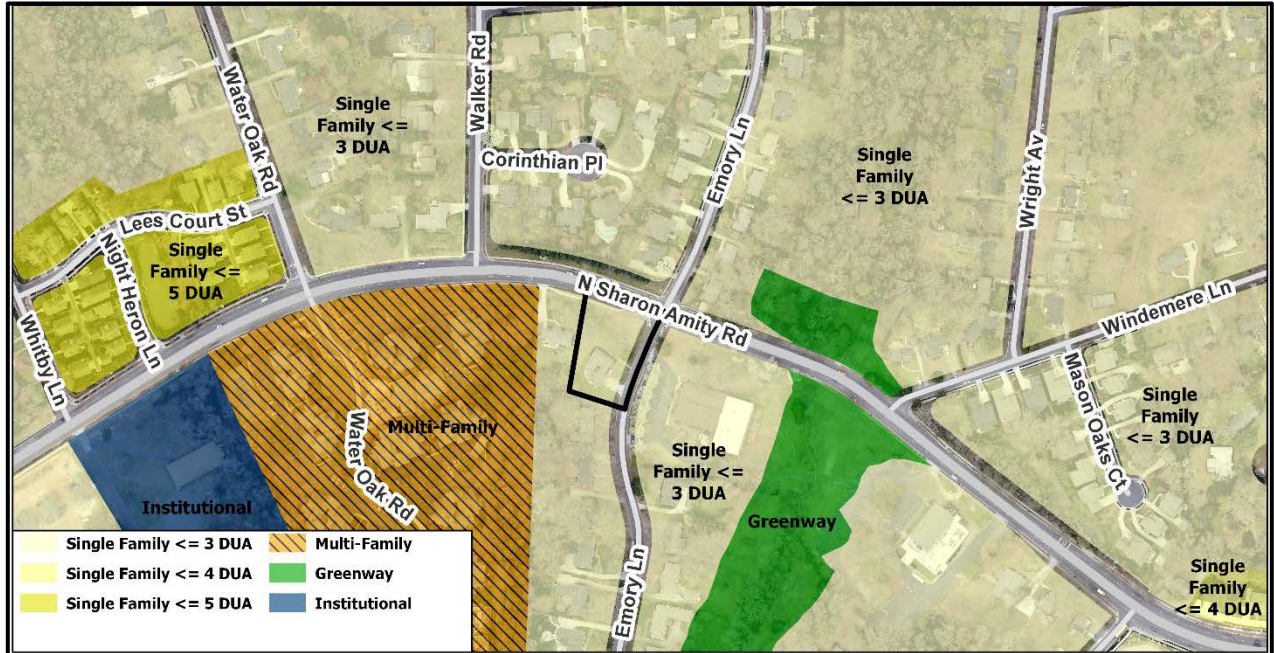 Water Oak Rd
Single
Family <=
3 DUA
Walker Rd
Corinthian Pl
Emory Ln
Single
Family
<= 3 DUA
Wright Av
Lees Court St
Night Heron Ln
Single
Family <=
5 DUA
Whitby Ln
N Sharon Amity Rd
Windemere Ln
Mason Oaks Ct
Single
Family
<= 3 DUA
Multi-Family
Water Oak Rd
Single
Family <=
3 DUA
Institutional
Greenway
Emory Ln
Single
Family
<= 4 DUA
Single Family <= 3 DUA
Multi-Family
Single Family <= 4 DUA
Greenway
Single Family <= 5 DUA
Institutional